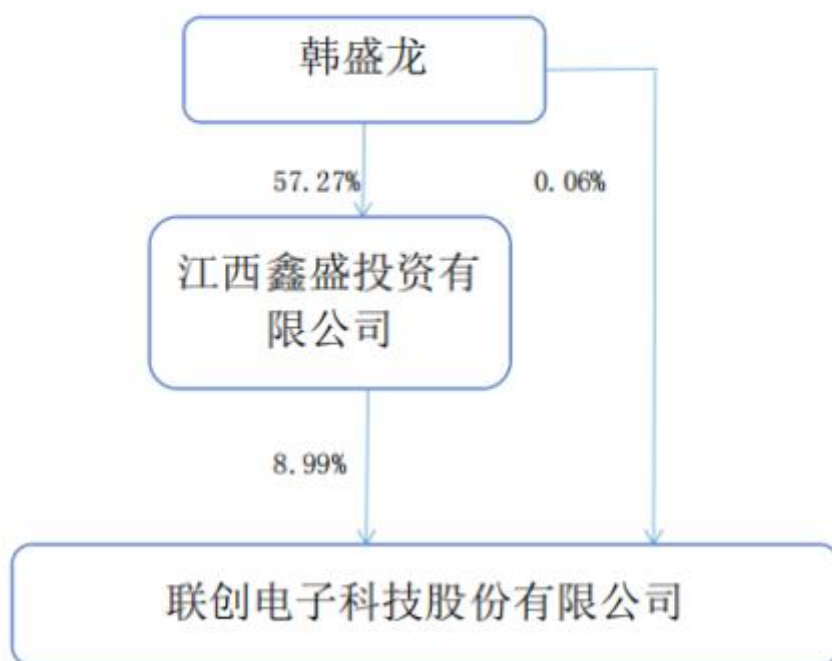 韩盛龙
57.27%
0.06%
江西鑫盛投资有
限公司
8.99%
联创电子科技股份有限公司